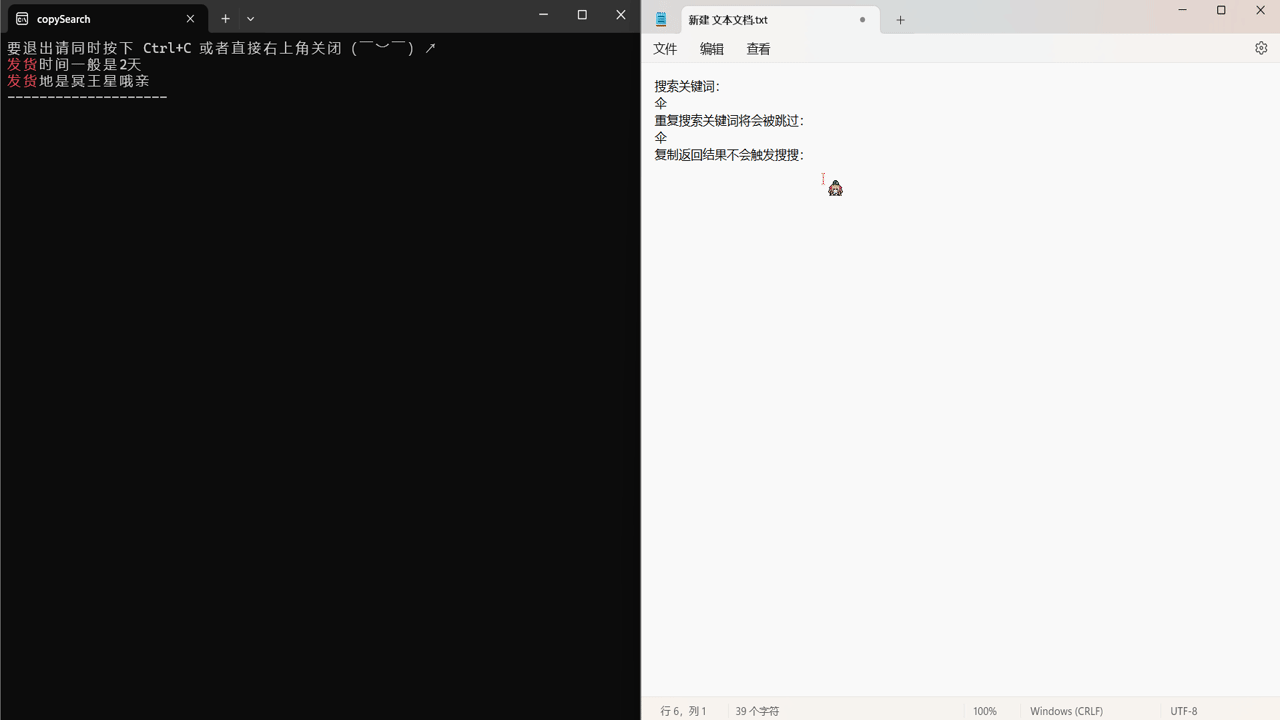 copySearch
要退出请同时按下 Ctrl+C 或者直接右上角关闭 (￣︶￣) ↗
发货时间一般是2天
发货地是冥王星哦亲
--------------------
新建 文本文档.txt
文件 编辑 查看
搜索关键词：
伞
重复搜索关键词将会被跳过：
伞
复制返回结果不会触发搜搜：
行 6，列 1 39 个字符 100% Windows (CRLF) UTF-8